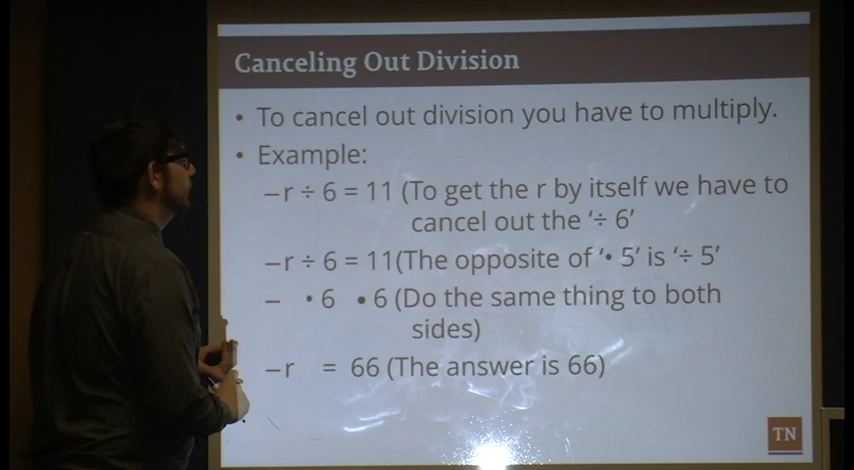 Canceling Out Division
• To cancel out division you have to multiply.
• Example:
– r ÷ 6 = 11 (To get the r by itself we have to
cancel out the ‘÷ 6’
– r ÷ 6 = 11(The opposite of ‘• 5’ is ‘÷ 5’
– • 6 • 6 (Do the same thing to both
sides)
– r = 66 (The answer is 66)
TN